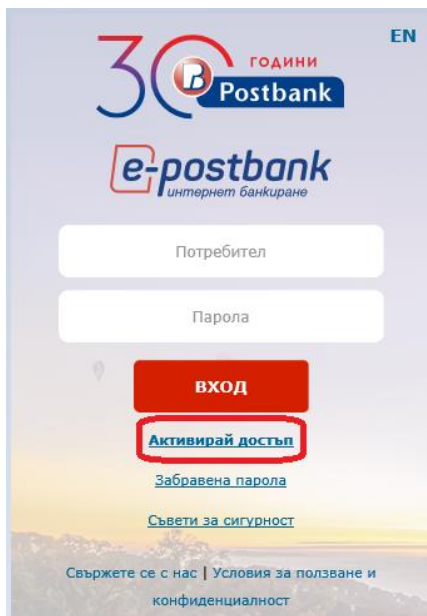 EN
30 ГОДИНИ
Postbank
e-postbank
интернет банкиране
Потребител
Парола
ВХОД
Активирай достъп
Забравена парола
Съвети за сигурност
Свържете се с нас | Условия за ползване и
конфиденциалност